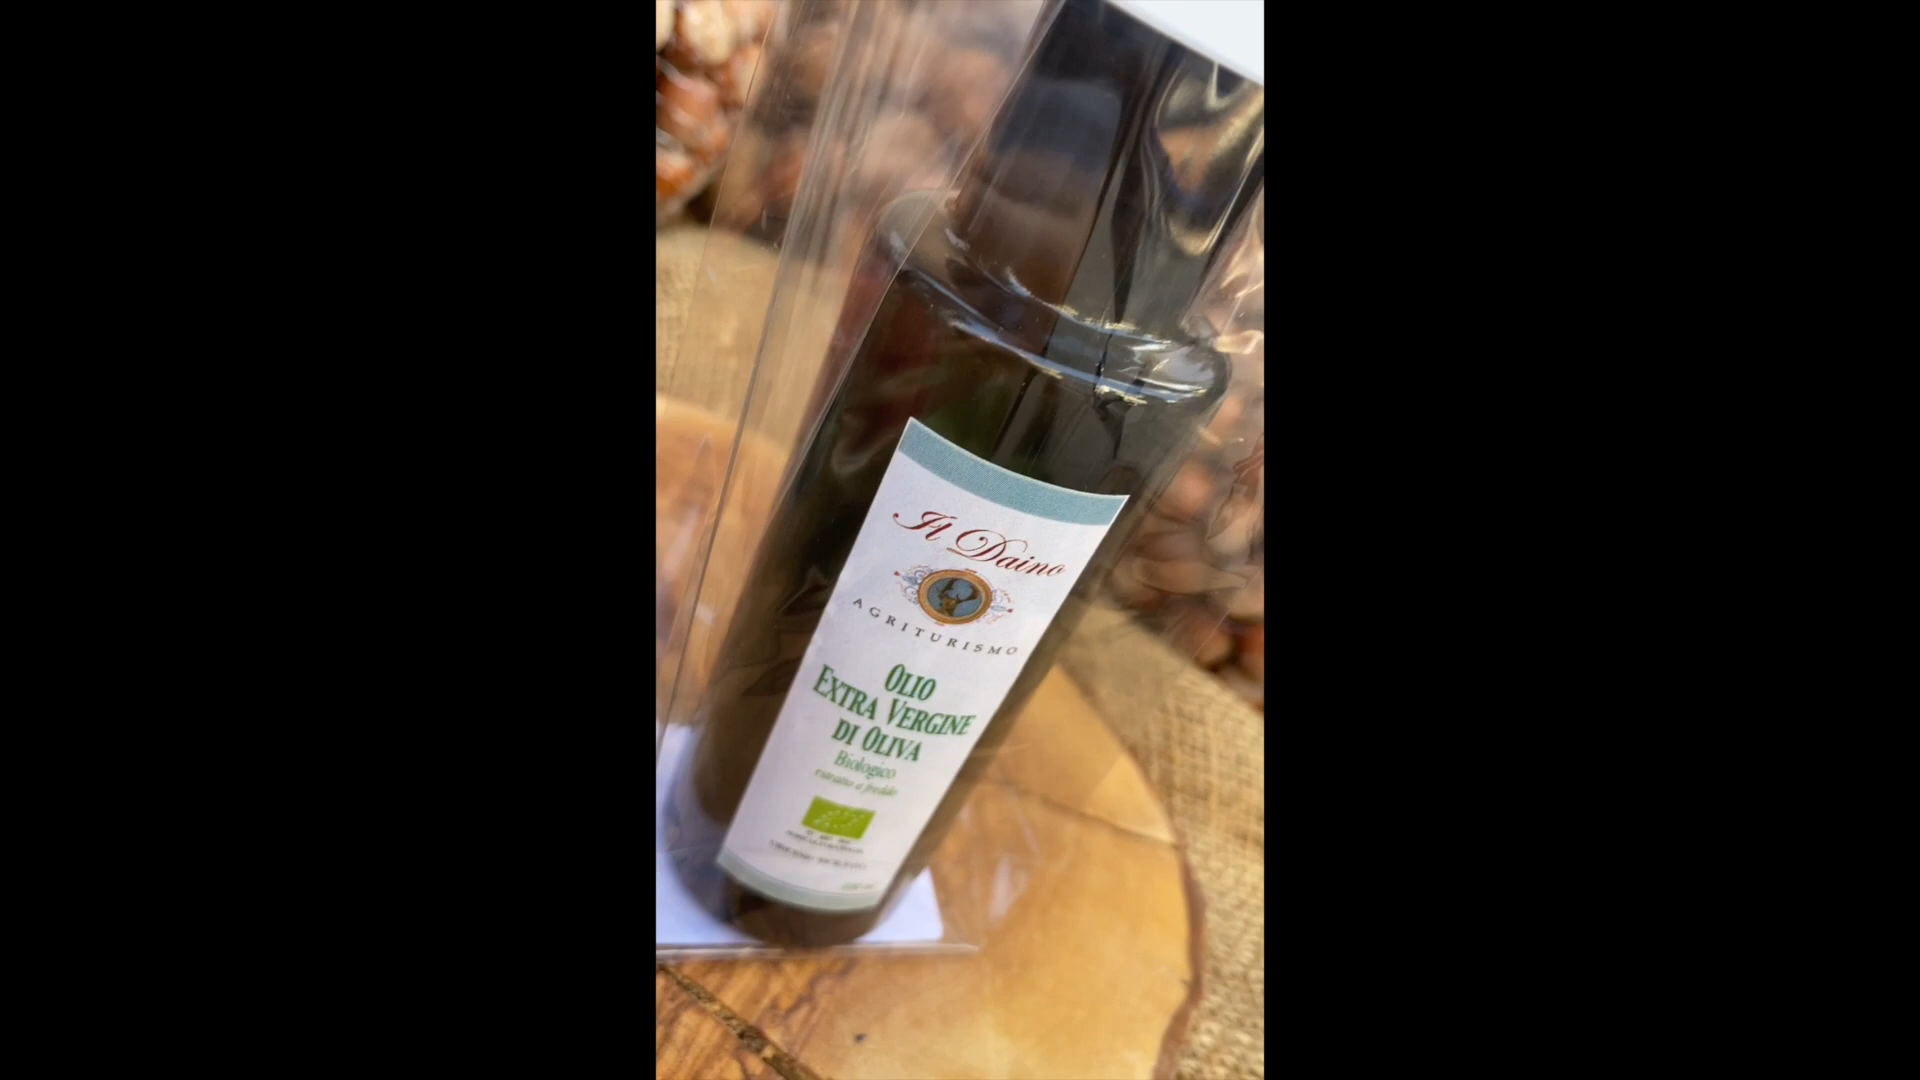 Il Daino
AGRITURISMO
OLIO
EXTRA VERGINE
DI OLIVA
Biologico
estratto a freddo